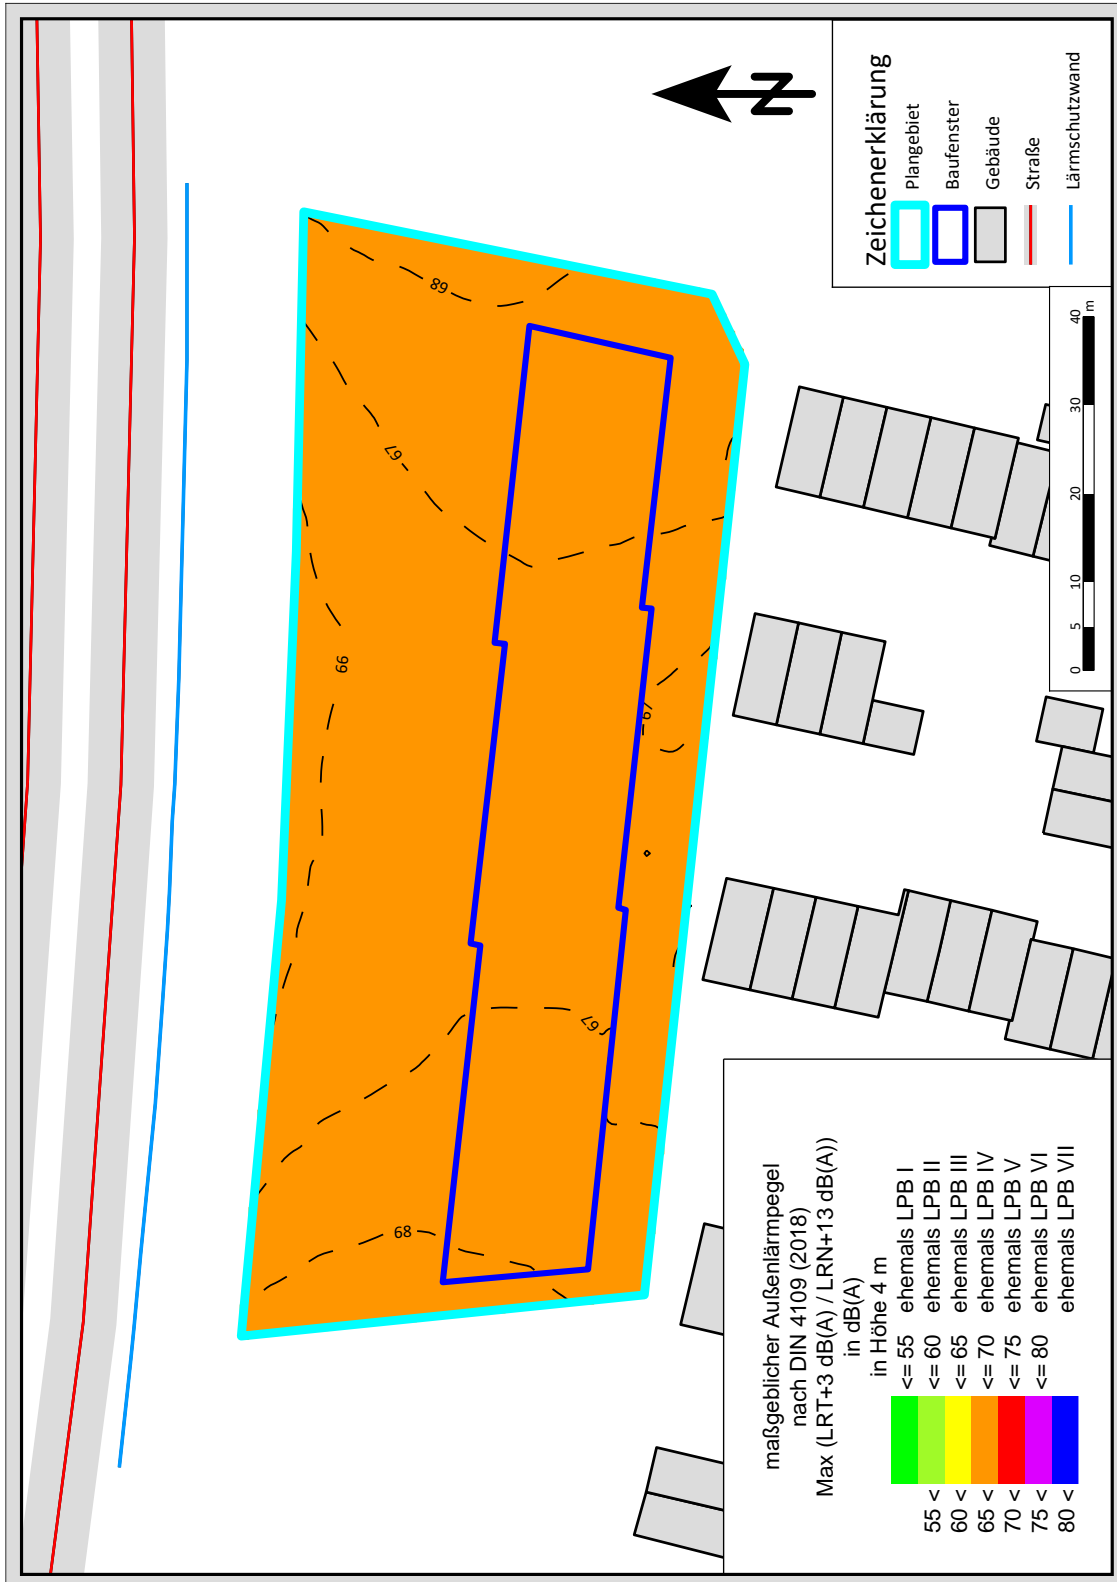 68
67
66
67
67
68
N
Zeichenerklärung
Plangebiet
Baufenster
Gebäude
Straße
Lärmschutzwand
0 5 10 20 30 40
m
maßgeblicher Außenlärmpegel
nach DIN 4109 (2018)
Max (LRT+3 dB(A) / LRN+13 dB(A))
in dB(A)
in Höhe 4 m
<= 55 ehemals LPB I
55 < <= 60 ehemals LPB II
60 < <= 65 ehemals LPB III
65 < <= 70 ehemals LPB IV
70 < <= 75 ehemals LPB V
75 < <= 80 ehemals LPB VI
80 < ehemals LPB VII